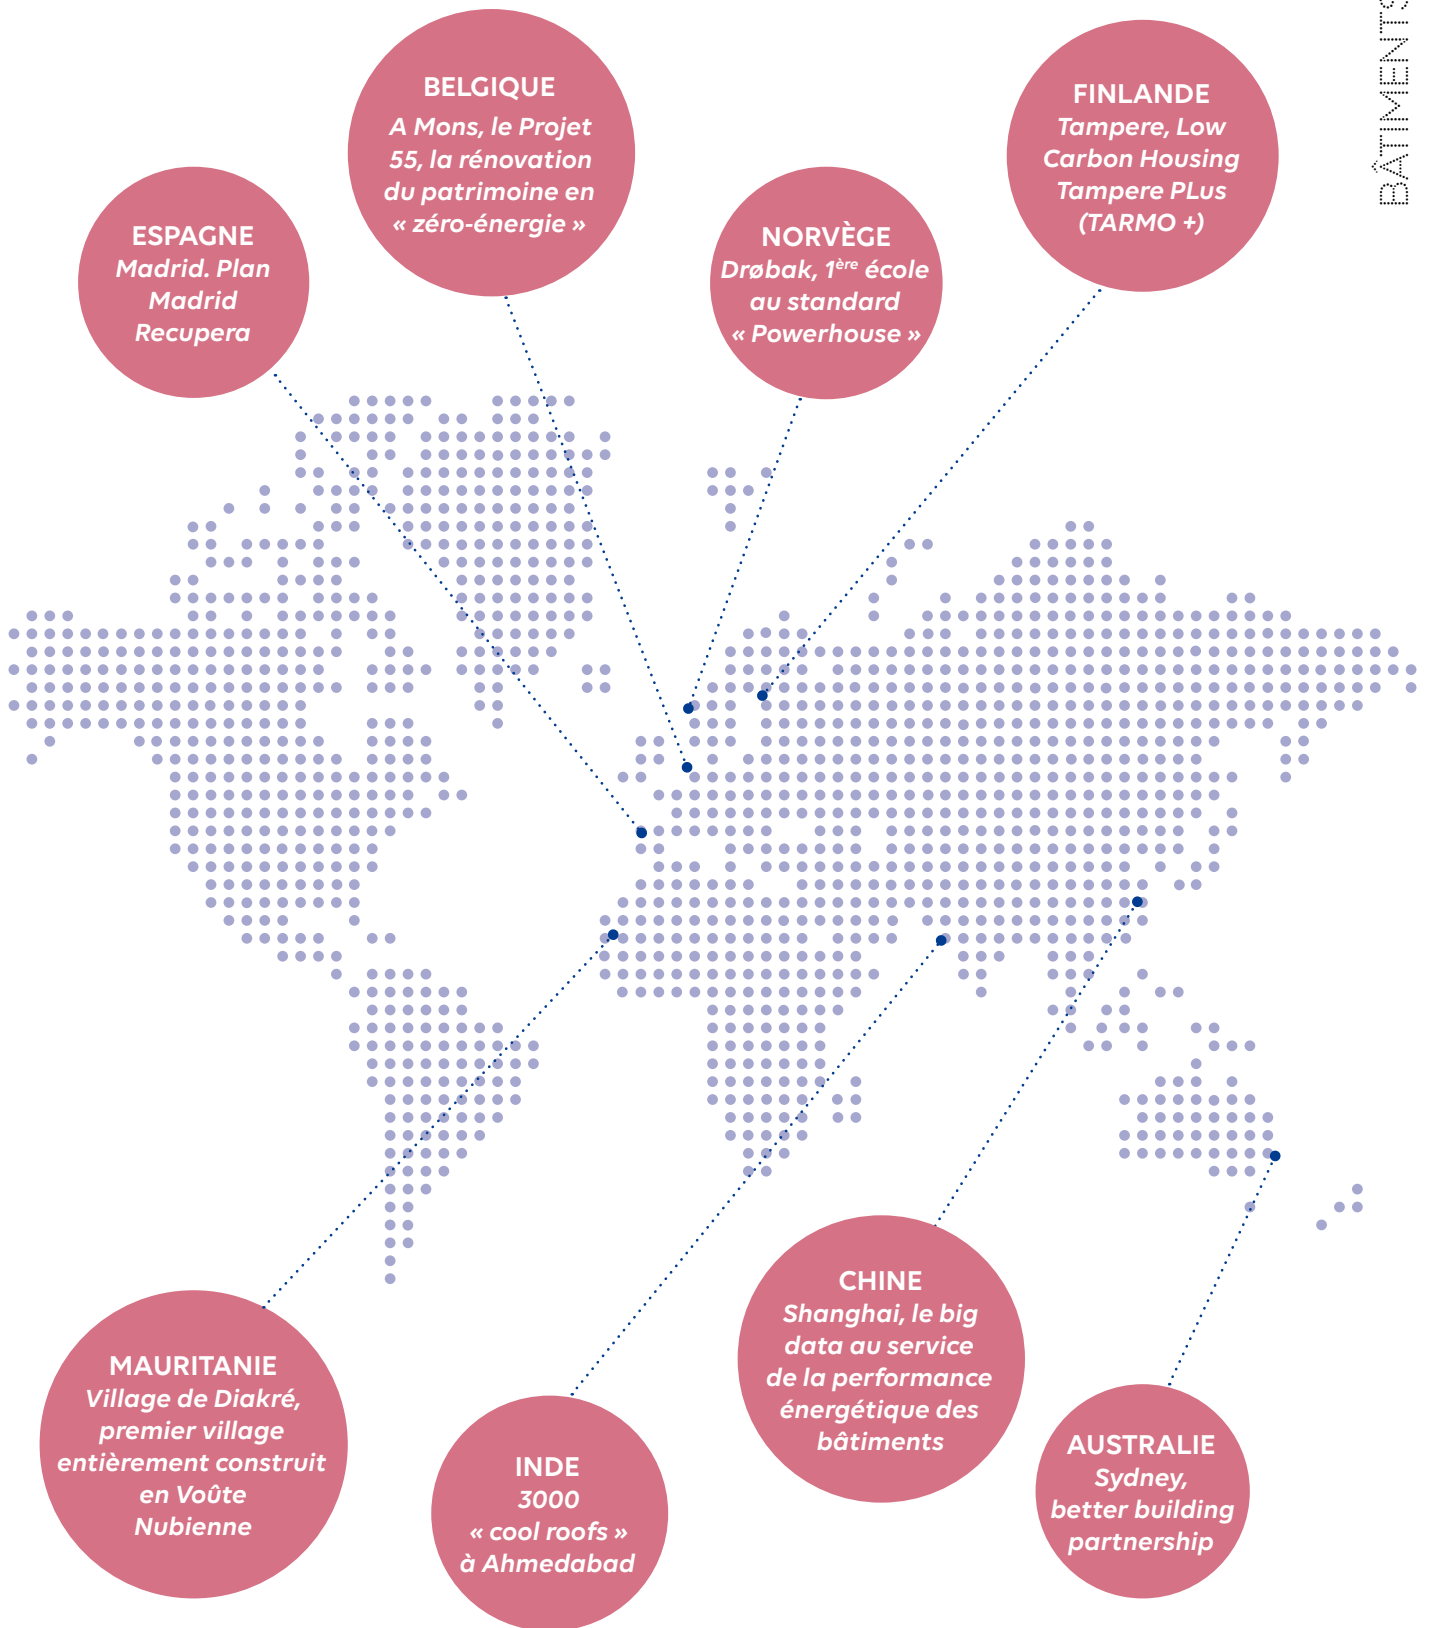 BÂTIMENTS
BELGIQUE
A Mons, le Projet
55, la rénovation
du patrimoine en
« zéro-énergie »
FINLANDE
Tampere, Low
Carbon Housing
Tampere PLus
(TARMO +)
ESPAGNE
Madrid. Plan
Madrid
Recupera
NORVÈGE
Drøbak, 1ère école
au standard
« Powerhouse »
MAURITANIE
Village de Diakré,
premier village
entièrement construit
en Voûte
Nubienne
INDE
3000
« cool roofs »
à Ahmedabad
CHINE
Shanghai, le big
data au service
de la performance
énergétique des
bâtiments
AUSTRALIE
Sydney,
better building
partnership